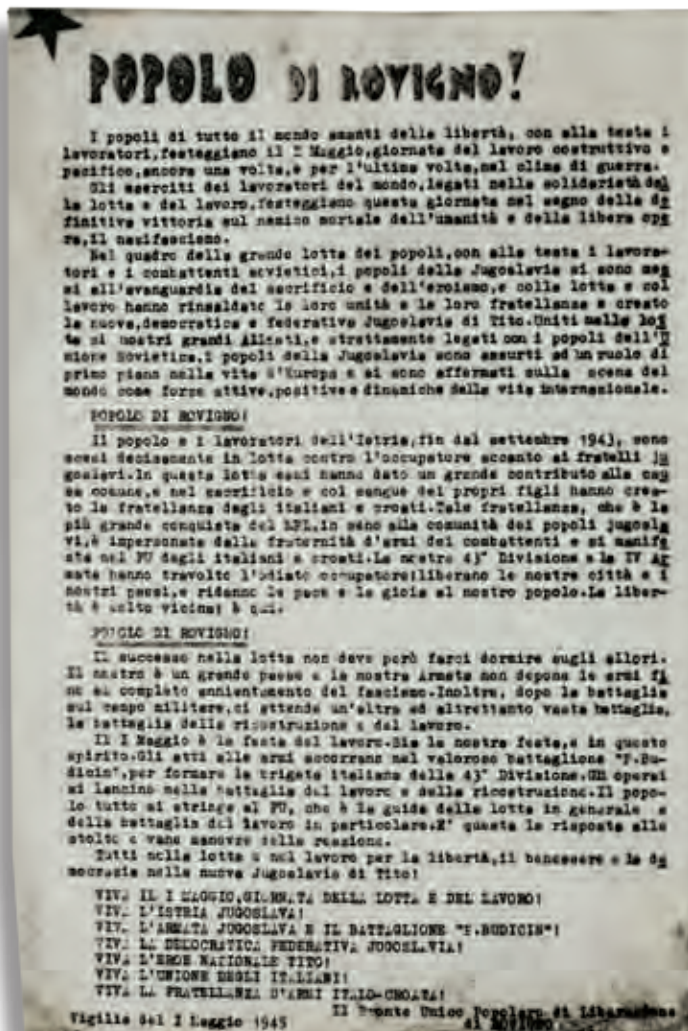 POPOLO DI ROVIGNO!
I popoli di tutto il mondo amanti della libertà, con alla testa i
lavoratori,festeggiano il I Maggio,giornata del lavoro costruttivo e
pacifico,ancora una volta,e per l'ultima volta,nel clima di guerra.
Gli eserciti dei lavoratori del mondo,legati nella solidarietà del
la lotta e del lavoro,festeggiano questa giornata nel segno della de
finitiva vittoria sul nemico mortale dell'umanità e della libera ope
ra,il nazifascismo.
Nel quadro della grande lotta dei popoli,con alla testa i lavora-
tori e i combattenti sovietici,i popoli della Jugoslavia si sono mes
si all'avanguardia del sacrificio e dell'eroismo,e colla lotta e col
lavoro hanno rinsaldato la loro unità e la loro fratellanza e creato
la nuova,democratica e federativa Jugoslavia di Tito.Uniti nella lot
ta ai nostri grandi Alleati,e strettamente legati con i popoli dell'U
nione Sovietica,i popoli della Jugoslavia sono assurti ad un ruolo di
primo piano nella vita d'Europa e si sono affermati sulla scena del
mondo come forze attive,positive e dinamiche della vita internazionale.
POPOLO DI ROVIGNO!
Il popolo e i lavoratori dell'Istria,fin dal settembre 1943, sono
scesi decisamente in lotta contro l'occupatore accanto ai fratelli ju
goslavi.In questa lotta essi hanno dato un grande contributo alla cau
sa comune,e nel sacrificio e col sangue dei propri figli hanno crea-
to la fratellanza degli italiani e croati.Tale fratellanza, che è la
più grande conquista del LPL,in seno alla comunità dei popoli jugosla
vi,è impersonata dalla fraternità d'armi dei combattenti e si manife
sta nel FU degli italiani e croati.La nostra 43° Divisione e la IV Ar
mata hanno travolto l'odiato occupatore:liberano le nostre città e i
nostri paesi,e ridanno la pace e la gioia al nostro popolo.La liber-
tà è molto vicina: è qui.
POPOLO DI ROVIGNO!
Il successo nella lotta non deve però farci dormire sugli allori.
Il nostro è un grande paese e la nostra Armata non depone le armi fi
no al completo annientamento del fascismo.Inoltre, dopo la battaglia
sul campo militare,ci attende un'altra ed altrettanto vasta battaglia,
la battaglia della ricostruzione e del lavoro.
Il I Maggio è la festa del lavoro.Sia la nostra festa,e in questo
spirito.Gli atti alle armi accorrano nel valoroso battaglione "P.Bu-
dicin",per formare la brigata italiana della 43° Divisione.Gli operai
si lancino nella battaglia del lavoro e della ricostruzione.Il popo-
lo tutto si stringe al FU, che è la guida della lotta in generale e
della battaglia del lavoro in particolare.E' questa la risposta alle
stolte e vane manovre della reazione.
Tutti nella lotta e nel lavoro per la libertà,il benessere e la de
mocrazia nella nuova Jugoslavia di Tito!
VIVA IL I MAGGIO,GIORNATA DELLA LOTTA E DEL LAVORO!
VIVA L'ISTRIA JUGOSLAVA!
VIVA L'ARMATA JUGOSLAVA E IL BATTAGLIONE "P.BUDICIN"!
VIVA LA DEMOCRATICA FEDERATIVA JUGOSLAVIA!
VIVA L'EROE NAZIONALE TITO!
VIVA L'UNIONE DEGLI ITALIANI!
VIVA LA FRATELLANZA D'ARMI ITALO-CROATA!
Il Fronte Unico Popolare di Liberazione
Vigilia del I Maggio 1945 di ROVIGNO